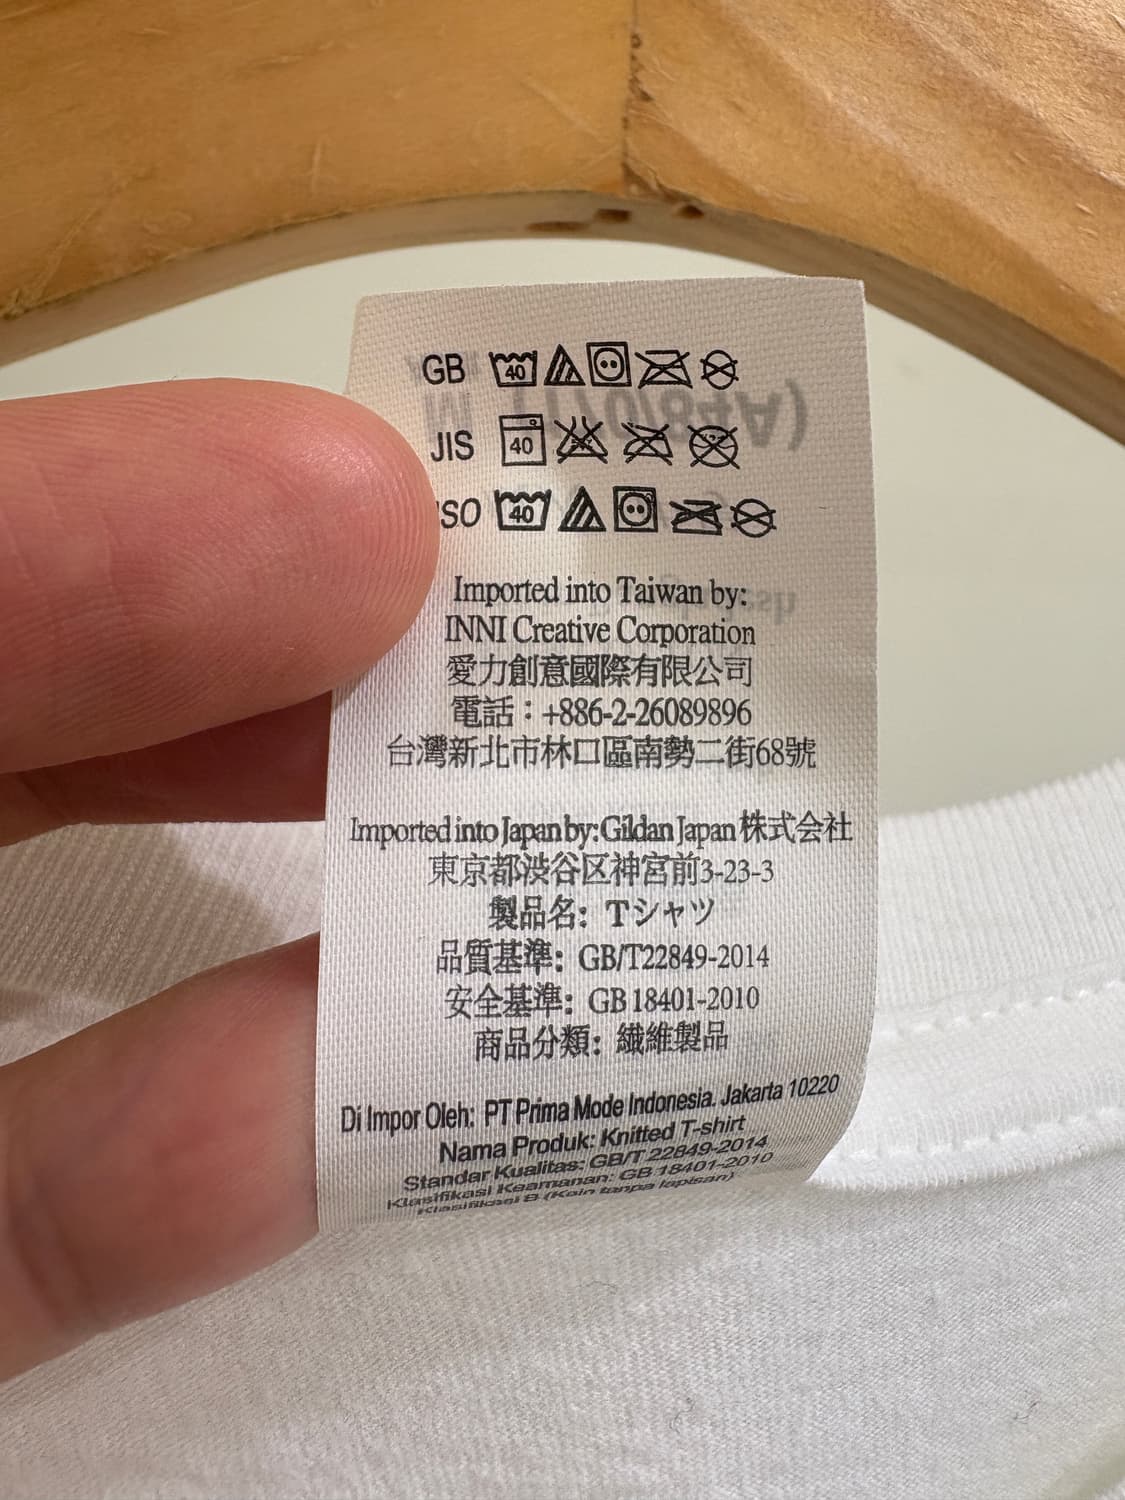 GB 40
JIS 40
ISO 40
Imported into Taiwan by:
INNI Creative Corporation
愛力創意國際有限公司
電話：+886-2-26089896
台灣新北市林口區南勢二街68號
Imported into Japan by: Gildan Japan 株式会社
東京都渋谷区神宮前3-23-3
製品名: Tシャツ
品質基準: GB/T22849-2014
安全基準: GB 18401-2010
商品分類: 繊維製品
Di Impor Oleh: PT Prima Mode Indonesia. Jakarta 10220
Nama Produk: Knitted T-shirt
Standar Kualitas: GB/T 22849-2014
Klasifikasi Keamanan: GB 18401-2010
Klasifikasi B (Kain tanpa lapisan)
M (170/84A)